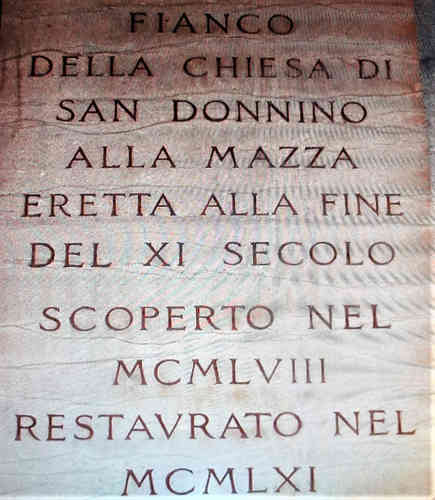 FIANCO
DELLA CHIESA DI
SAN DONNINO
ALLA MAZZA
ERETTA ALLA FINE
DEL XI SECOLO
SCOPERTO NEL
MCMLVIII
RESTAVRATO NEL
MCMLXI